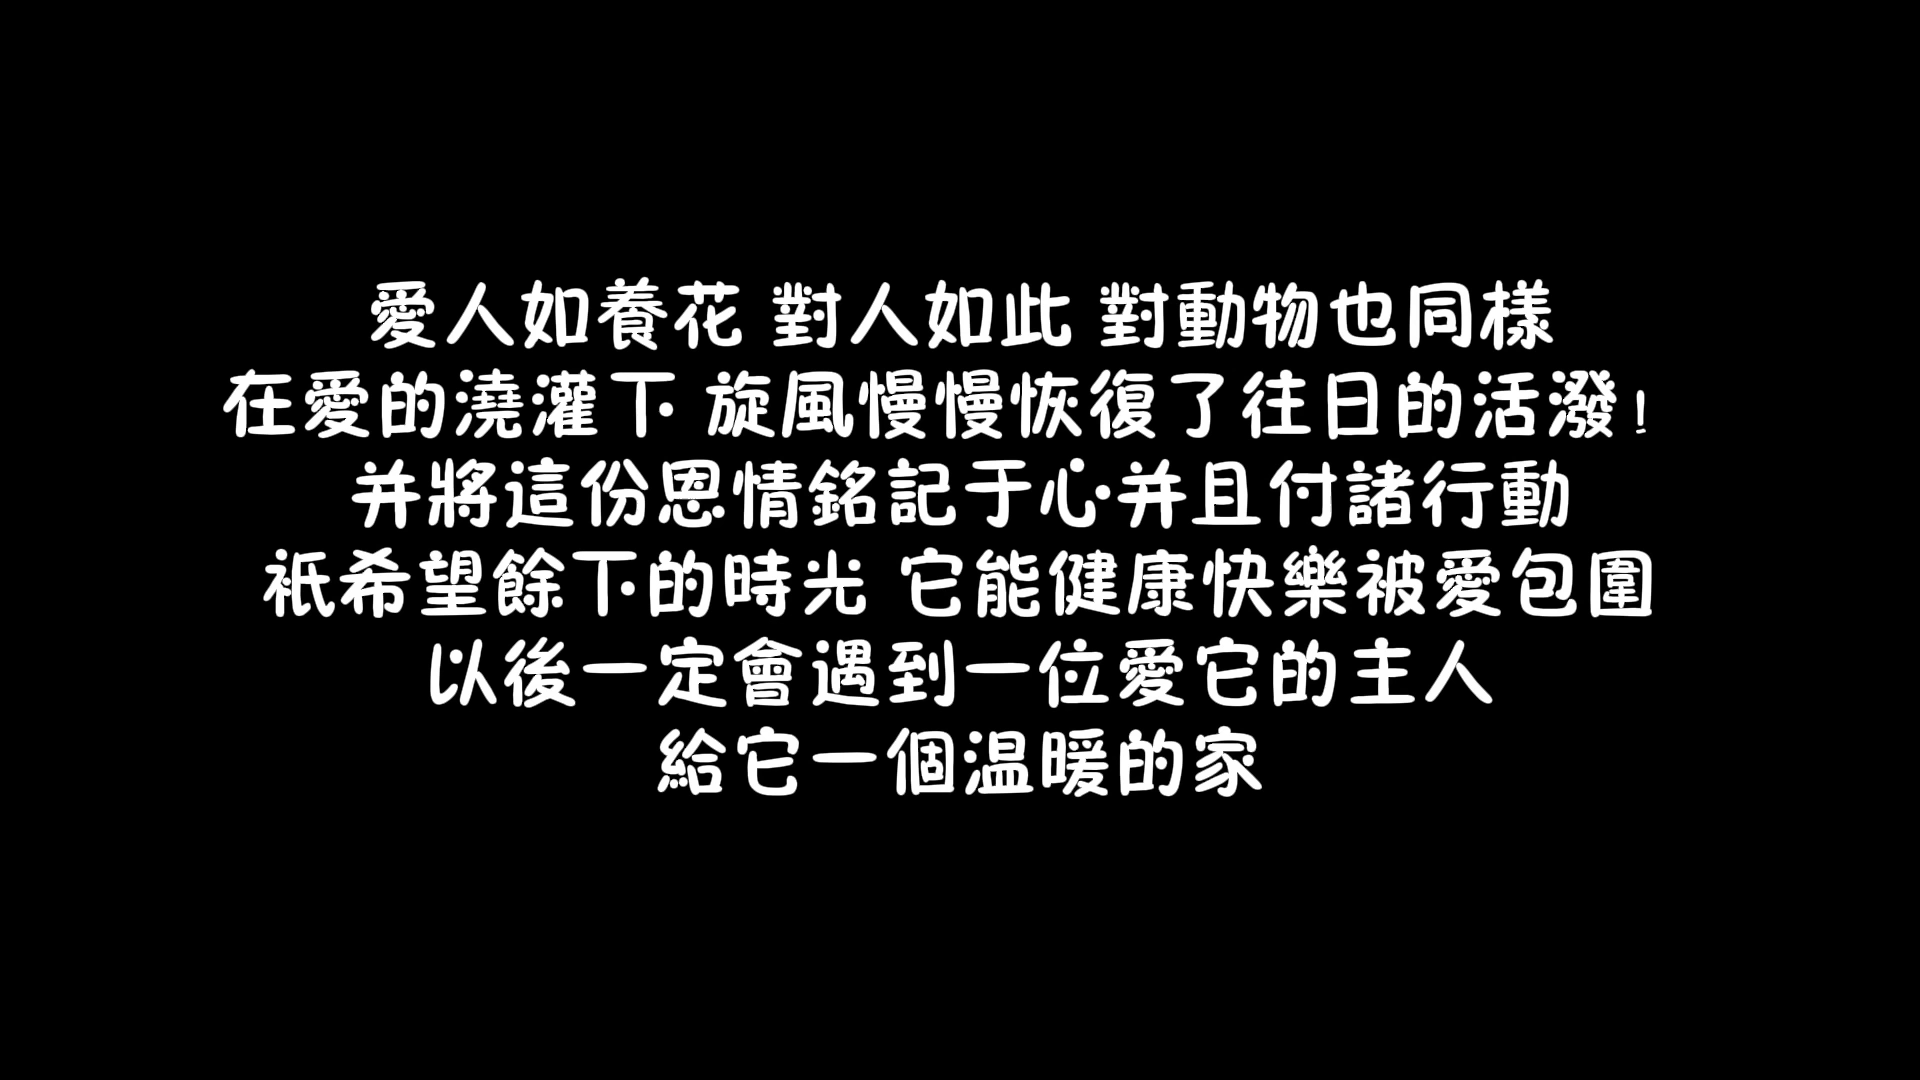 愛人如養花 對人如此 對動物也同樣
在愛的澆灌下 旋風慢慢恢復了往日的活潑！
并將這份恩情銘記于心并且付諸行動
祇希望餘下的時光 它能健康快樂被愛包圍
以後一定會遇到一位愛它的主人
給它一個温暖的家